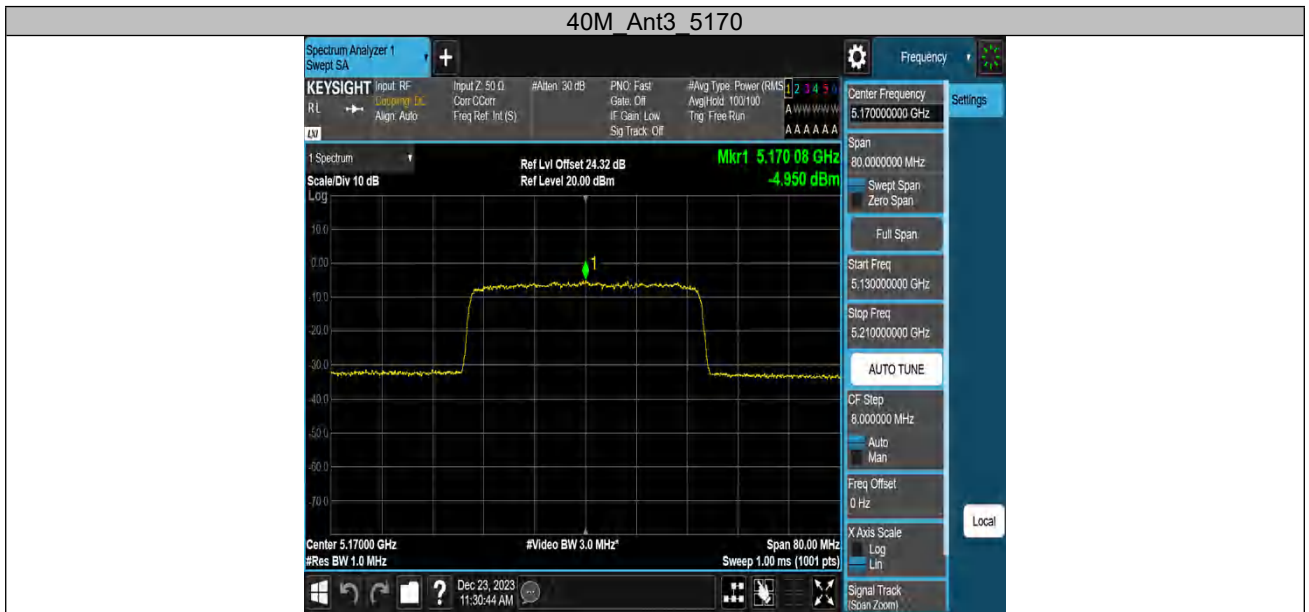 40M_Ant3_5170
Spectrum Analyzer 1
Swept SA
+
Frequency
KEYSIGHT
Input: RF
Coupling: DC
Align: Auto
RL
LXI
Input Z: 50 Ω
Corr CCorr
Freq Ref: Int (S)
#Atten: 30 dB
PNO: Fast
Gate: Off
IF Gain: Low
Sig Track: Off
#Avg Type: Power (RMS
Avg|Hold: 100/100
Trig: Free Run
1 2 3 4 5 6
A W W W W W
A A A A A A
1 Spectrum
Scale/Div 10 dB
Ref Lvl Offset 24.32 dB
Ref Level 20.00 dBm
Mkr1 5.170 08 GHz
-4.950 dBm
Log
10.0
0.00
-10.0
-20.0
-30.0
-40.0
-50.0
-60.0
-70.0
1
Center 5.17000 GHz
#Res BW 1.0 MHz
#Video BW 3.0 MHz*
Span 80.00 MHz
Sweep 1.00 ms (1001 pts)
?
Dec 23, 2023
11:30:44 AM
Center Frequency
5.170000000 GHz
Settings
Span
80.0000000 MHz
Swept Span
Zero Span
Full Span
Start Freq
5.130000000 GHz
Stop Freq
5.210000000 GHz
AUTO TUNE
CF Step
8.000000 MHz
Auto
Man
Freq Offset
0 Hz
Local
X Axis Scale
Log
Lin
Signal Track
(Span Zoom)